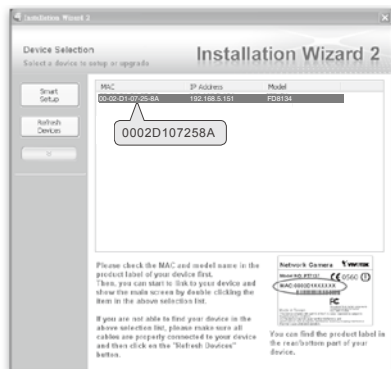 Installation Wizard 2
Device Selection
Select a device to setup or upgrade
Installation Wizard 2
Smart
Setup
Refresh
Devices
MAC IP Address Model
00-02-D1-07-25-8A 192.168.5.151 FD8134
0002D107258A
Please check the MAC and model name in the
product label of your device first.
Then, you can start to link to your device and
show the main screen by double clicking the
item in the above selection list.
If you are not able to find your device in the
above selection list, please make sure all
cables are properly connected to your device
and then click on the "Refresh Devices"
button.
Network Camera VIVOTEK
0560
FC
You can find the product label in
the rear/bottom part of your
device.